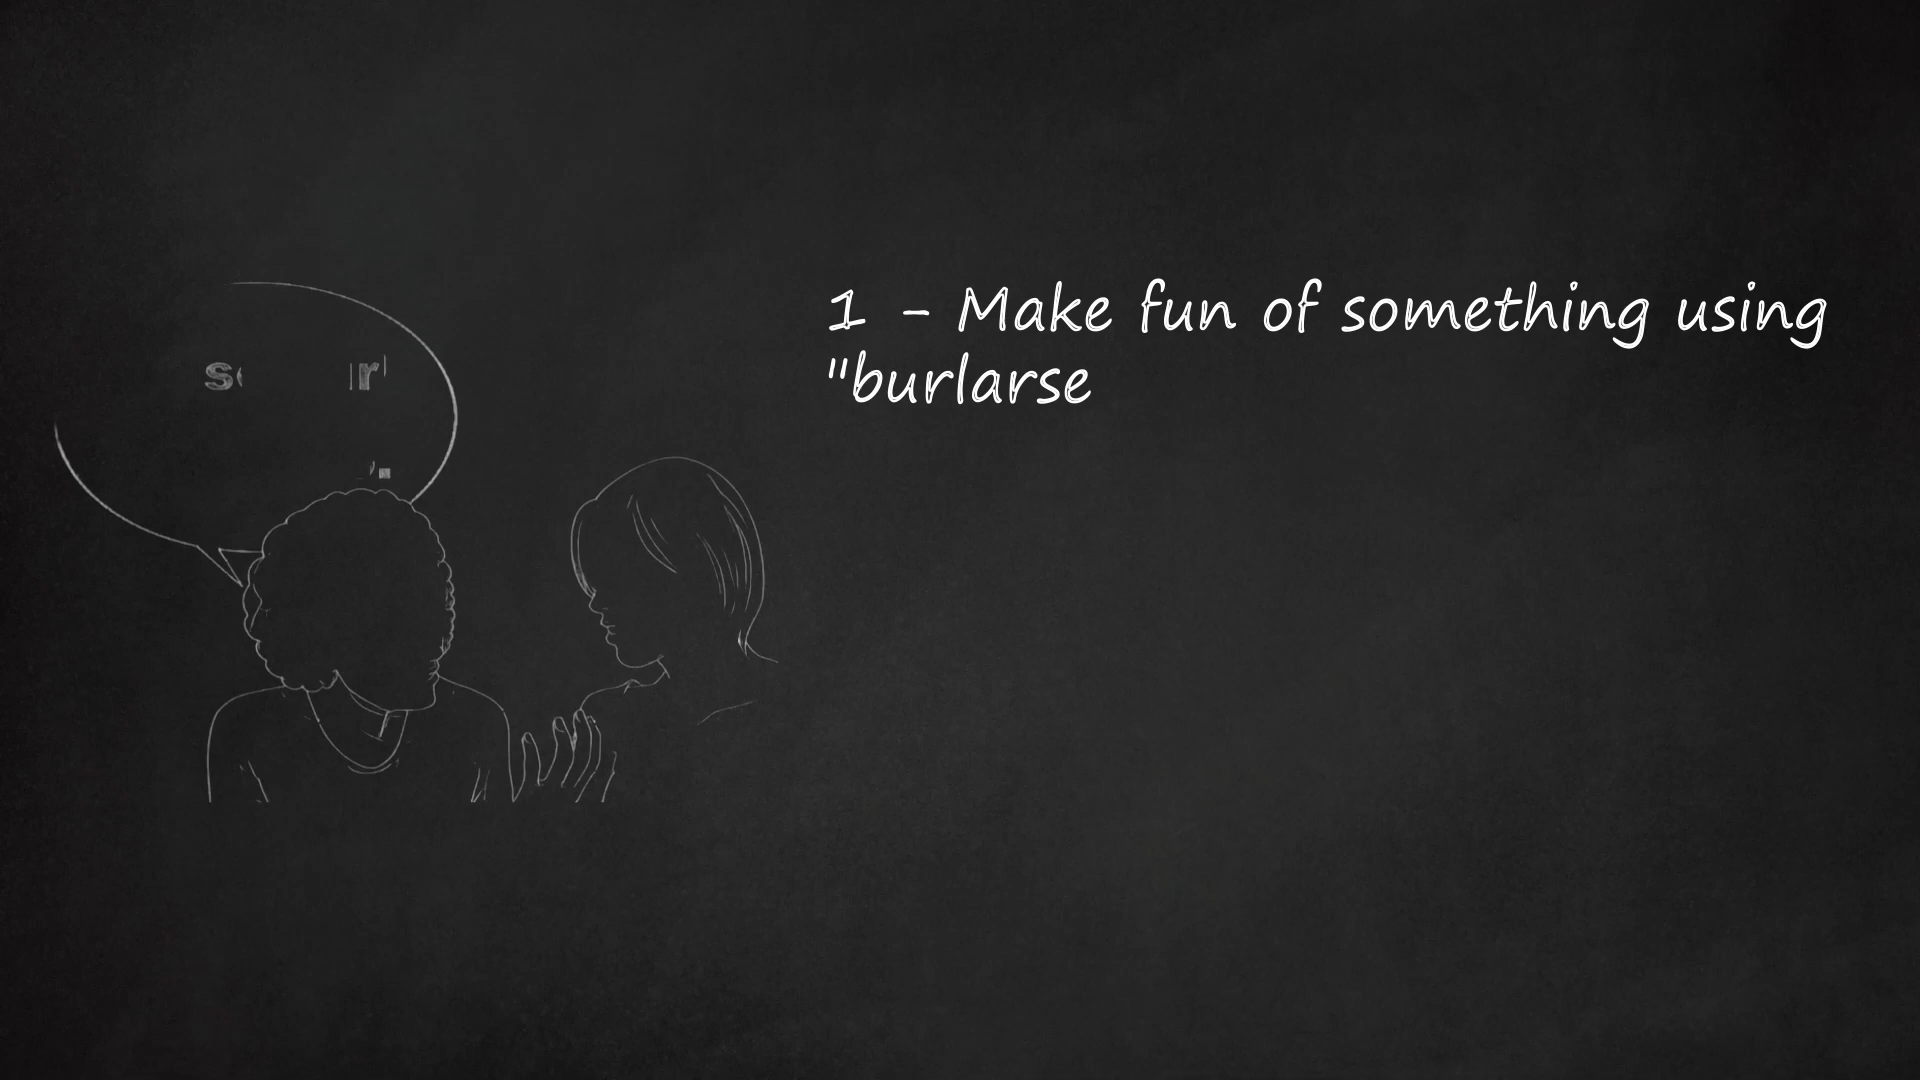 1 - Make fun of something using
"burlarse